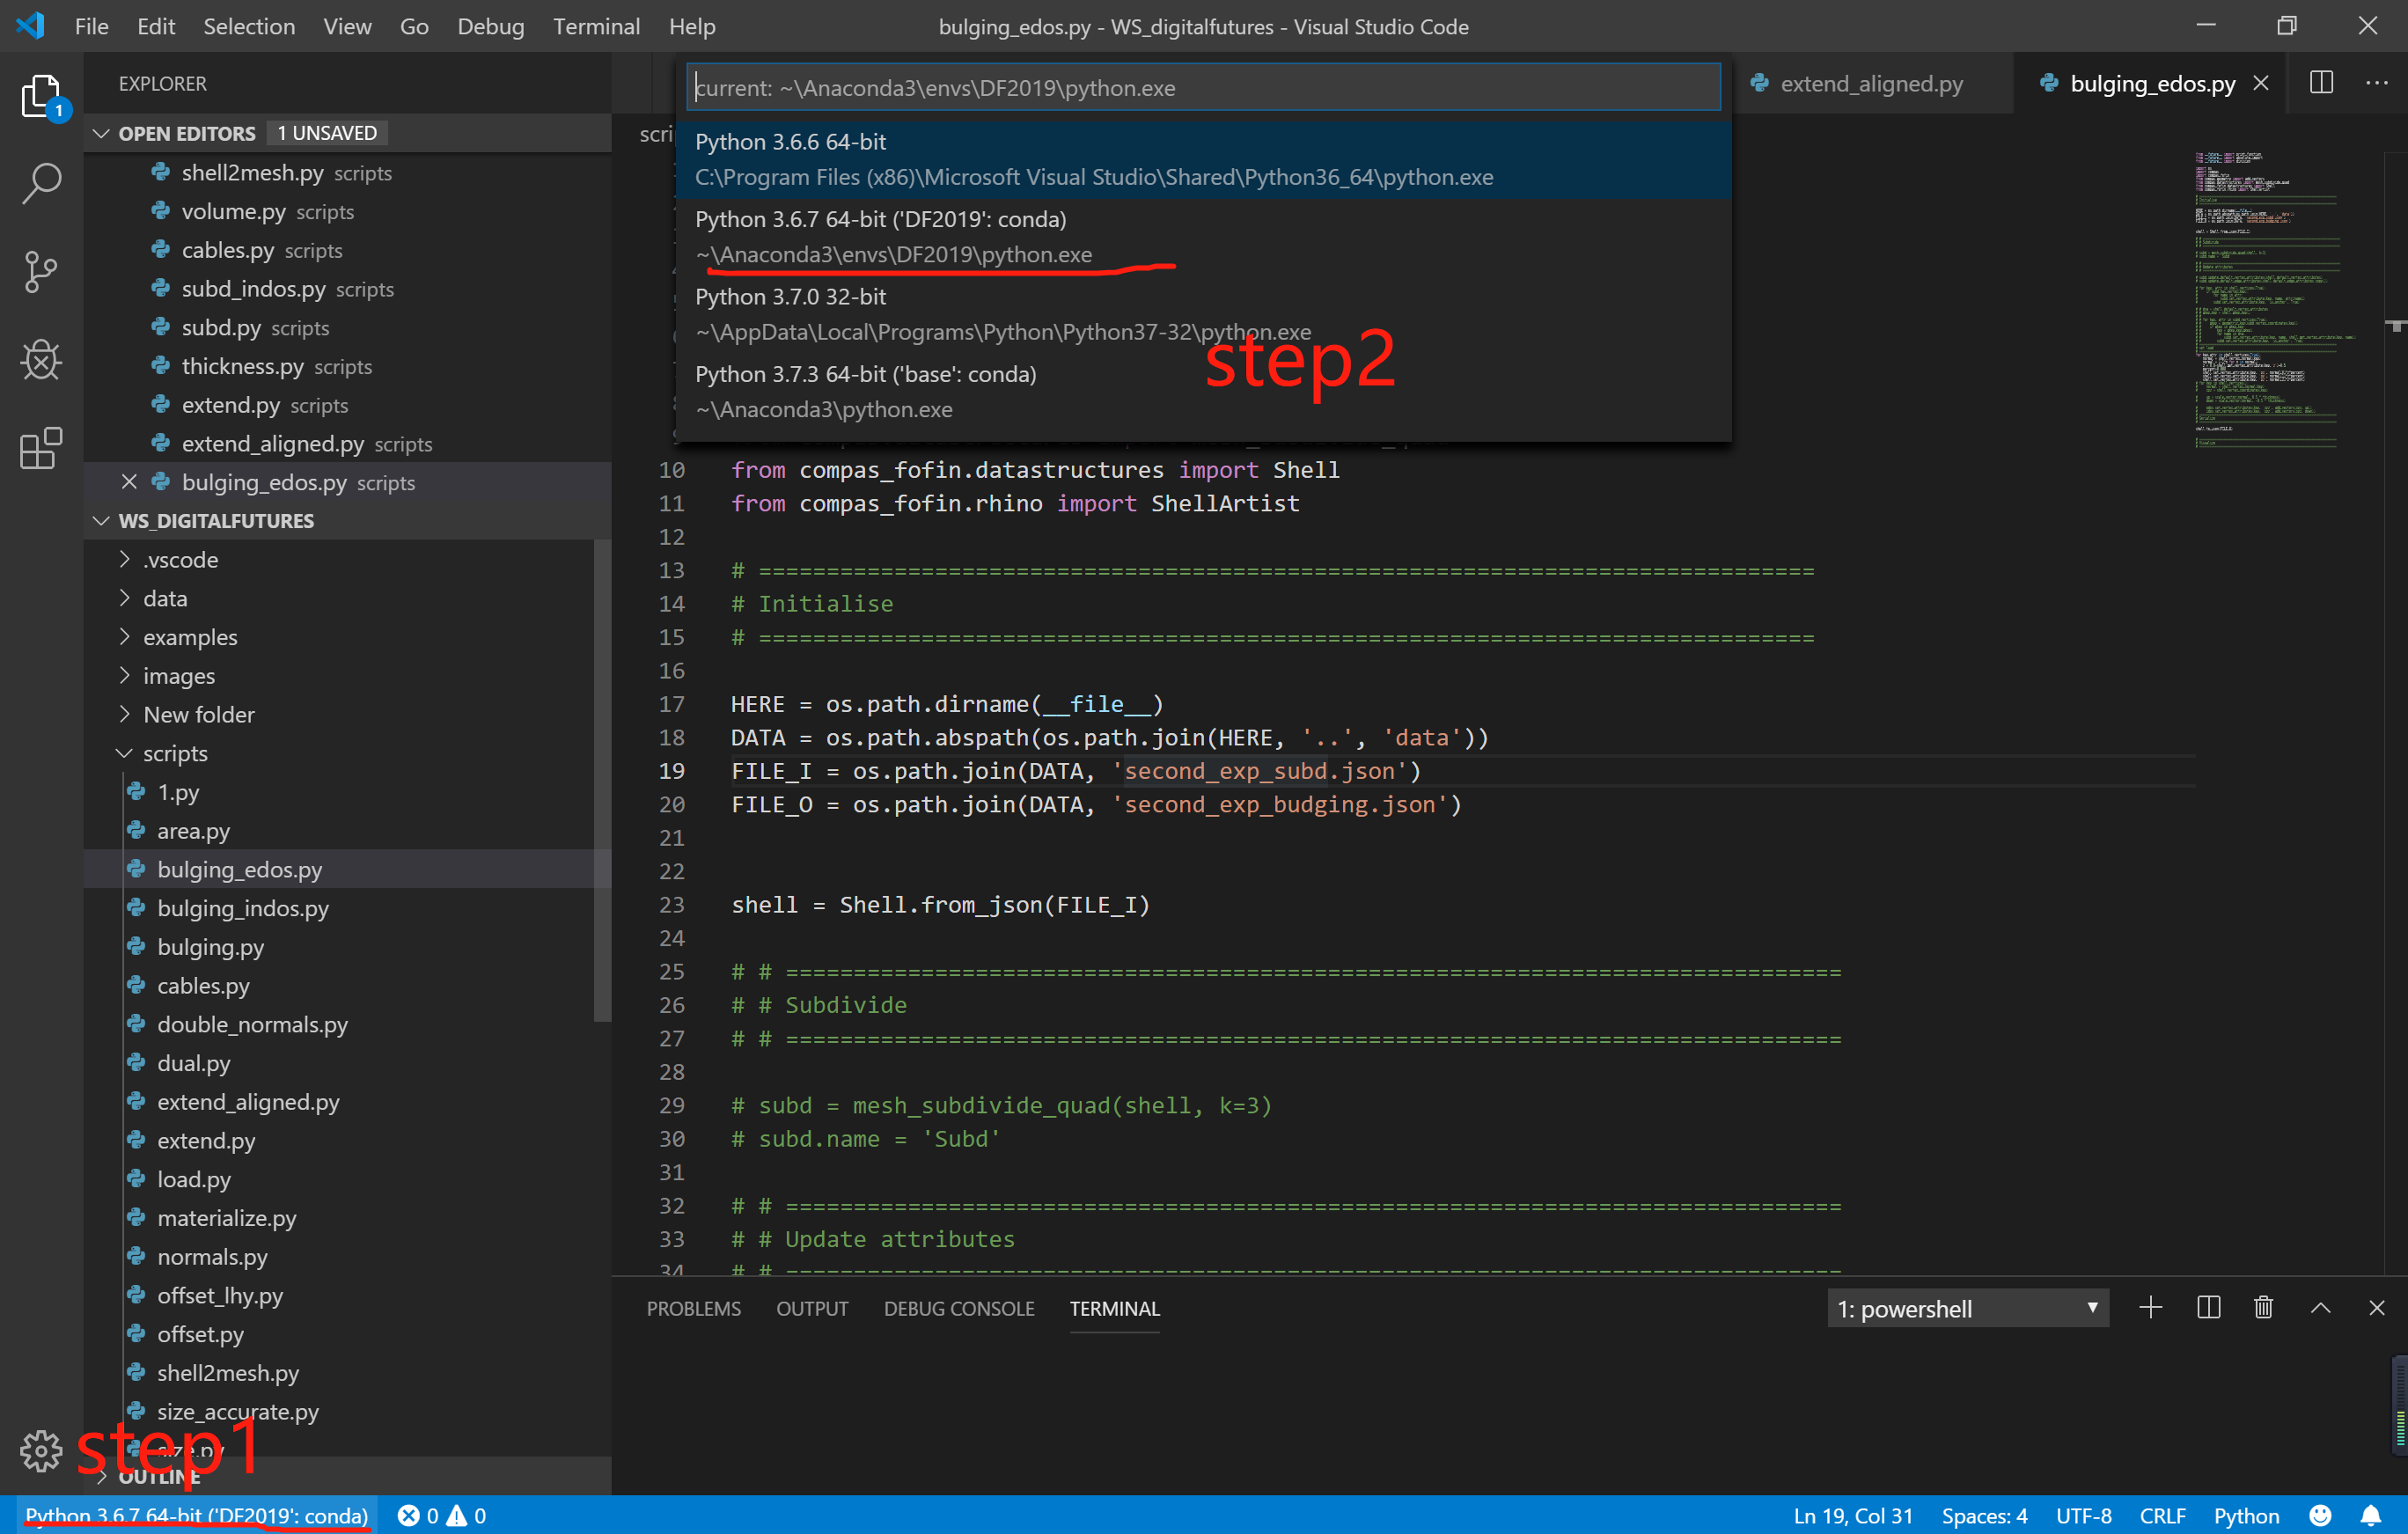 File Edit Selection View Go Debug Terminal Help
bulging_edos.py - WS_digitalfutures - Visual Studio Code
EXPLORER
1
OPEN EDITORS 1 UNSAVED
shell2mesh.py scripts
volume.py scripts
cables.py scripts
subd_indos.py scripts
subd.py scripts
thickness.py scripts
extend.py scripts
extend_aligned.py scripts
bulging_edos.py scripts
WS_DIGITALFUTURES
.vscode
data
examples
images
New folder
scripts
1.py
area.py
bulging_edos.py
bulging_indos.py
bulging.py
cables.py
double_normals.py
dual.py
extend_aligned.py
extend.py
load.py
materialize.py
normals.py
offset_lhy.py
offset.py
shell2mesh.py
size_accurate.py
size.py
OUTLINE
step1
extend_aligned.py
bulging_edos.py
current: ~\Anaconda3\envs\DF2019\python.exe
Python 3.6.6 64-bit
C:\Program Files (x86)\Microsoft Visual Studio\Shared\Python36_64\python.exe
Python 3.6.7 64-bit ('DF2019': conda)
~\Anaconda3\envs\DF2019\python.exe
Python 3.7.0 32-bit
~\AppData\Local\Programs\Python\Python37-32\python.exe
Python 3.7.3 64-bit ('base': conda)
~\Anaconda3\python.exe
step2
10 from compas_fofin.datastructures import Shell
11 from compas_fofin.rhino import ShellArtist
12
13 # ==============================================================================
14 # Initialise
15 # ==============================================================================
16
17 HERE = os.path.dirname(__file__)
18 DATA = os.path.abspath(os.path.join(HERE, '..', 'data'))
19 FILE_I = os.path.join(DATA, 'second_exp_subd.json')
20 FILE_O = os.path.join(DATA, 'second_exp_budging.json')
21
22
23 shell = Shell.from_json(FILE_I)
24
25 # # ==============================================================================
26 # # Subdivide
27 # # ==============================================================================
28
29 # subd = mesh_subdivide_quad(shell, k=3)
30 # subd.name = 'Subd'
31
32 # # ==============================================================================
33 # # Update attributes
34 # # ==============================================================================
PROBLEMS OUTPUT DEBUG CONSOLE TERMINAL
1: powershell
Python 3.6.7 64-bit ('DF2019': conda) 0 0
Ln 19, Col 31 Spaces: 4 UTF-8 CRLF Python